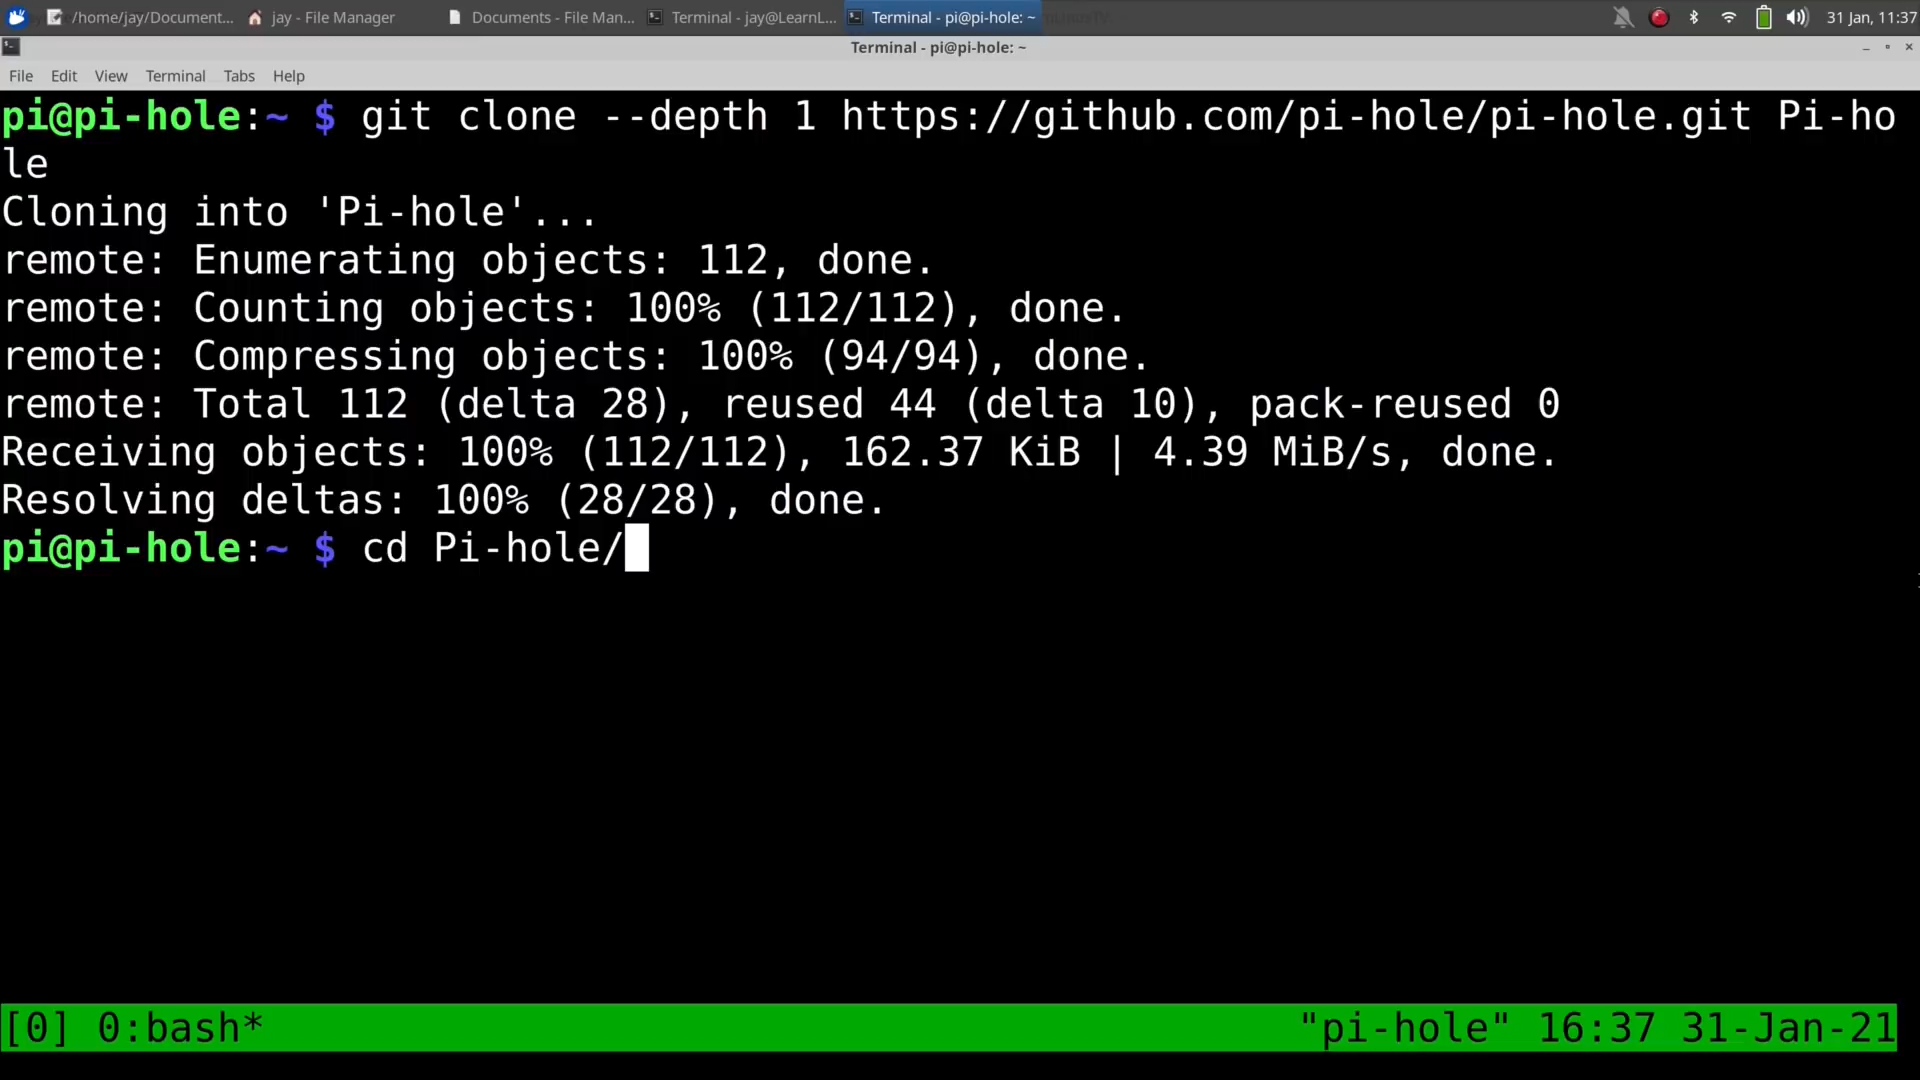 /home/jay/Document... jay - File Manager Documents - File Man... Terminal - jay@LearnL... Terminal - pi@pi-hole: ~ 31 Jan, 11:37
Terminal - pi@pi-hole: ~
File Edit View Terminal Tabs Help
pi@pi-hole:~ $ git clone --depth 1 https://github.com/pi-hole/pi-hole.git Pi-ho
le
Cloning into 'Pi-hole'...
remote: Enumerating objects: 112, done.
remote: Counting objects: 100% (112/112), done.
remote: Compressing objects: 100% (94/94), done.
remote: Total 112 (delta 28), reused 44 (delta 10), pack-reused 0
Receiving objects: 100% (112/112), 162.37 KiB | 4.39 MiB/s, done.
Resolving deltas: 100% (28/28), done.
pi@pi-hole:~ $ cd Pi-hole/
[0] 0:bash* "pi-hole" 16:37 31-Jan-21